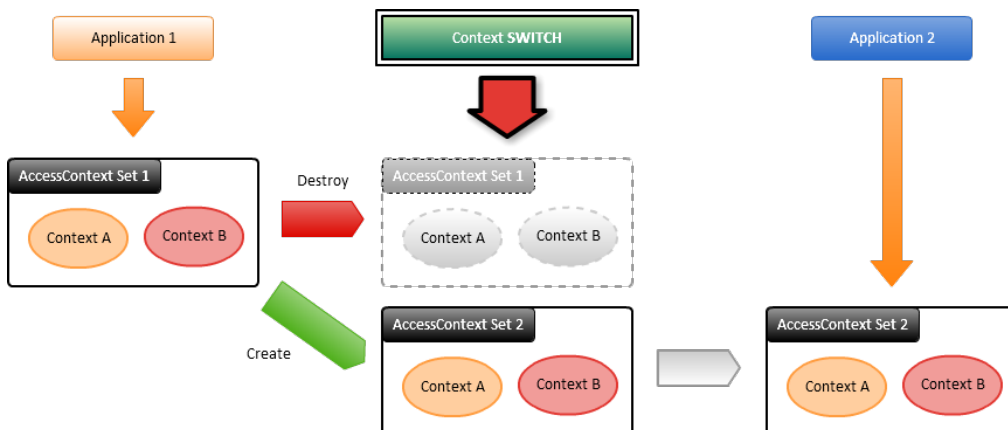 Application 1
Context SWITCH
Application 2
AccessContext Set 1
Context A
Context B
Destroy
AccessContext Set 1
Context A
Context B
Create
AccessContext Set 2
Context A
Context B
AccessContext Set 2
Context A
Context B